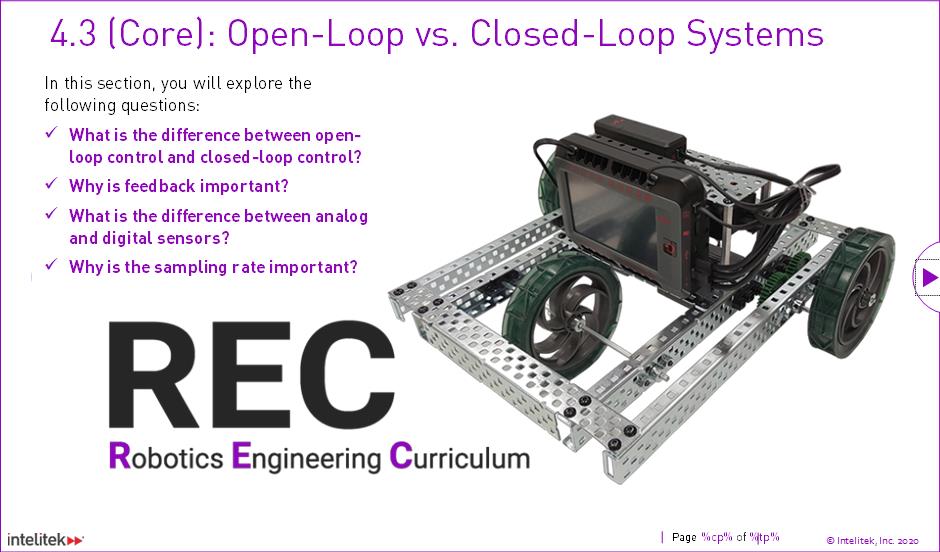 4.3 (Core): Open-Loop vs. Closed-Loop Systems
In this section, you will explore the
following questions:
✓ What is the difference between open-
loop control and closed-loop control?
✓ Why is feedback important?
✓ What is the difference between analog
and digital sensors?
✓ Why is the sampling rate important?
REC
Robotics Engineering Curriculum
intelitek
Page %cp% of %tp%
© Intelitek, Inc. 2020